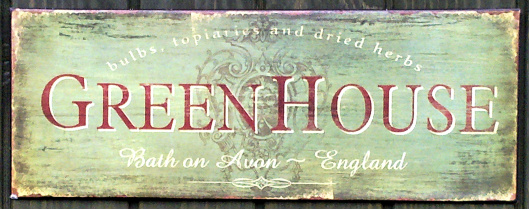 bulbs, topiaries and dried herbs
GREENHOUSE
Bath on Avon ~ England